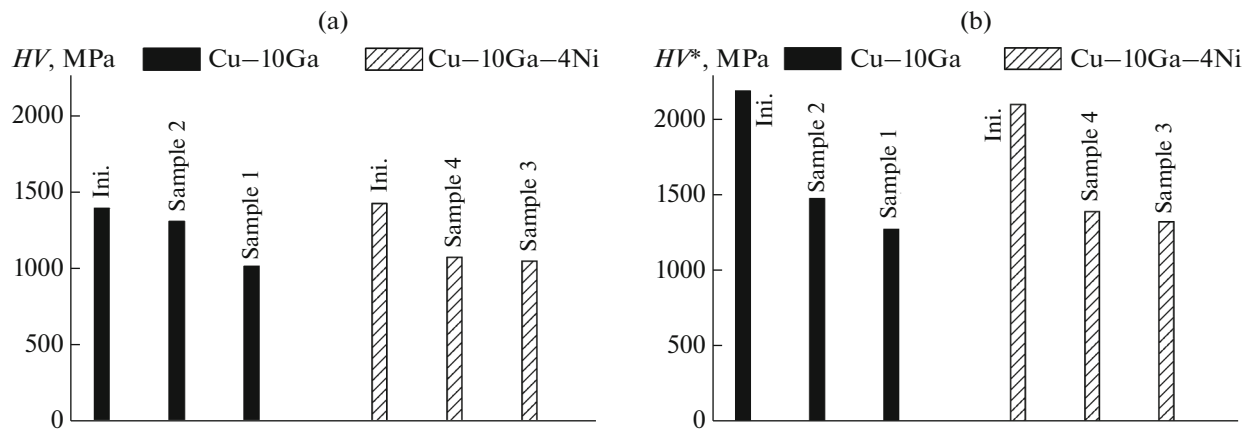 (a)
HV, MPa
Cu–10Ga
Cu–10Ga–4Ni
2000
1500
1000
500
0
Ini.
Sample 2
Sample 1
Ini.
Sample 4
Sample 3
(b)
HV*, MPa
Cu–10Ga
Cu–10Ga–4Ni
2000
1500
1000
500
0
Ini.
Sample 2
Sample 1
Ini.
Sample 4
Sample 3